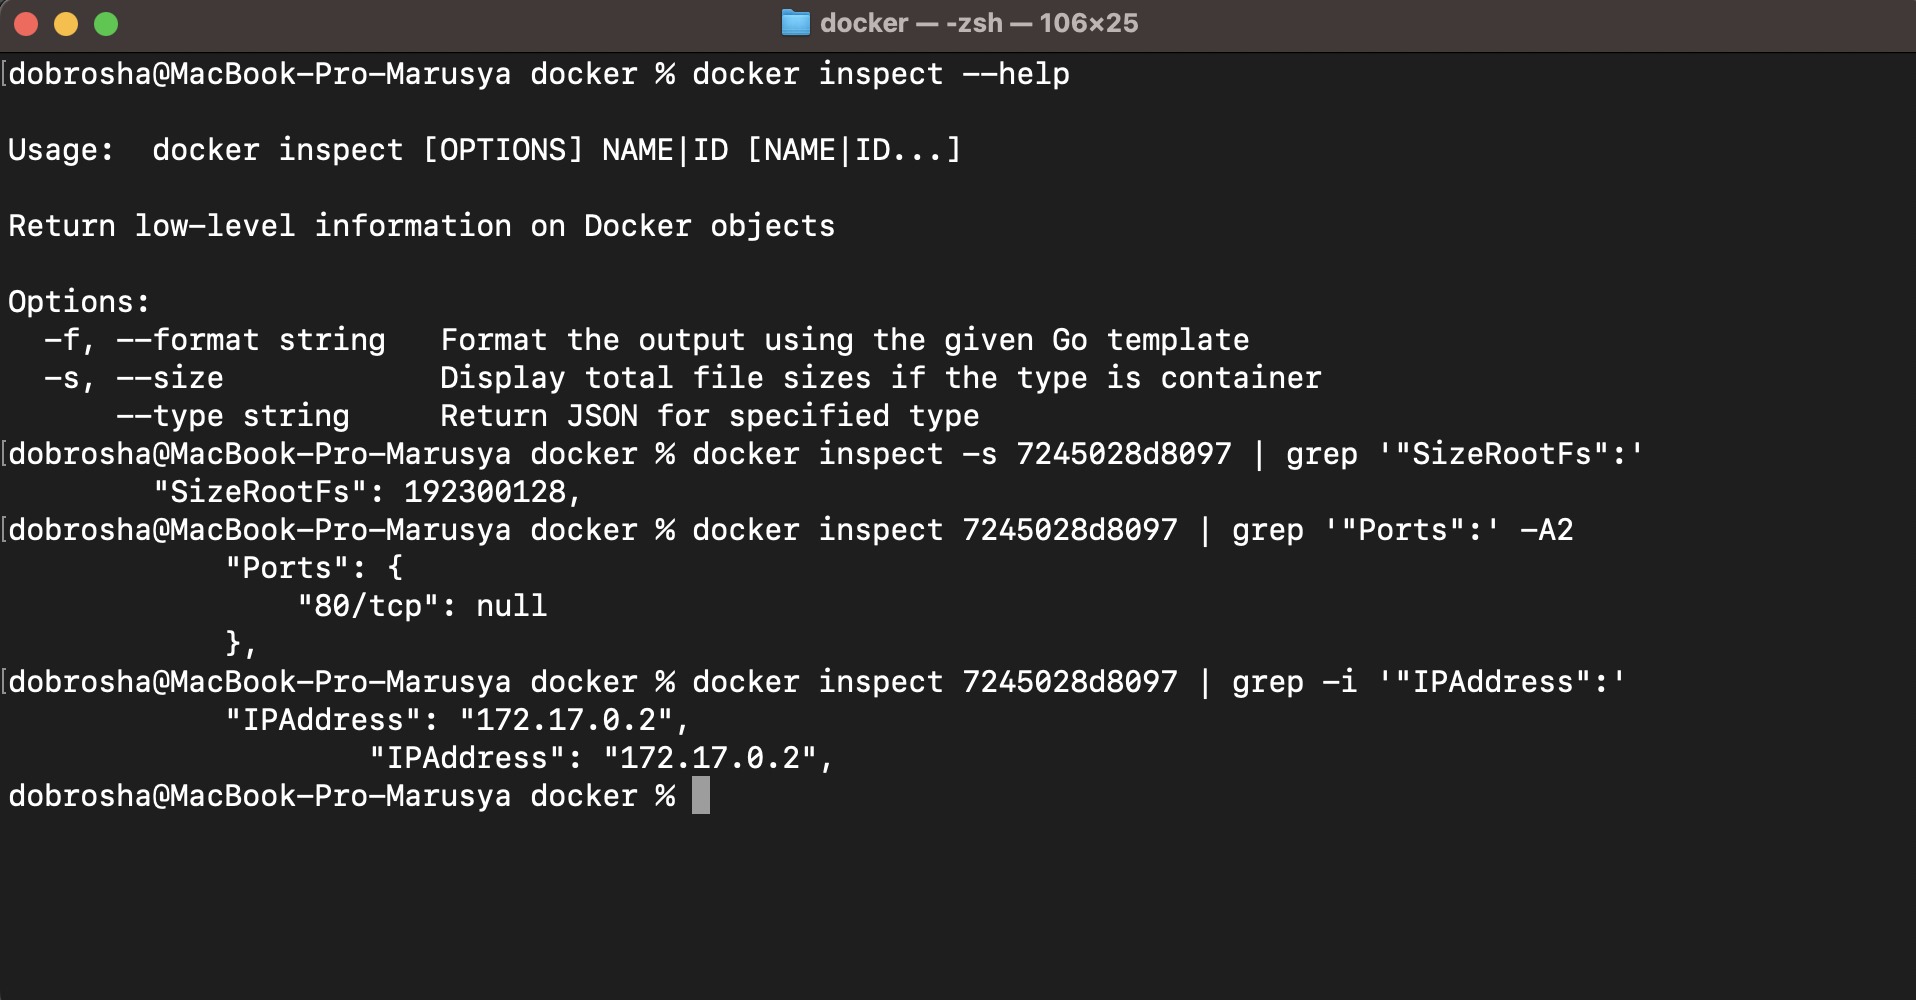 docker — -zsh — 106×25
dobrosha@MacBook-Pro-Marusya docker % docker inspect --help
Usage:  docker inspect [OPTIONS] NAME|ID [NAME|ID...]
Return low-level information on Docker objects
Options:
  -f, --format string   Format the output using the given Go template
  -s, --size            Display total file sizes if the type is container
      --type string     Return JSON for specified type
dobrosha@MacBook-Pro-Marusya docker % docker inspect -s 7245028d8097 | grep '"SizeRootFs":'
        "SizeRootFs": 192300128,
dobrosha@MacBook-Pro-Marusya docker % docker inspect 7245028d8097 | grep '"Ports":' -A2
            "Ports": {
                "80/tcp": null
            },
dobrosha@MacBook-Pro-Marusya docker % docker inspect 7245028d8097 | grep -i '"IPAddress":'
            "IPAddress": "172.17.0.2",
                    "IPAddress": "172.17.0.2",
dobrosha@MacBook-Pro-Marusya docker %